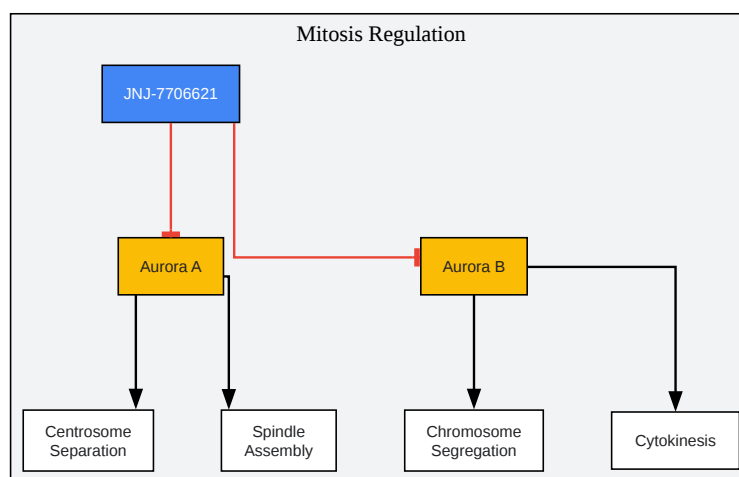 Mitosis Regulation
JNJ-7706621
Aurora A
Aurora B
Centrosome
Separation
Spindle
Assembly
Chromosome
Segregation
Cytokinesis